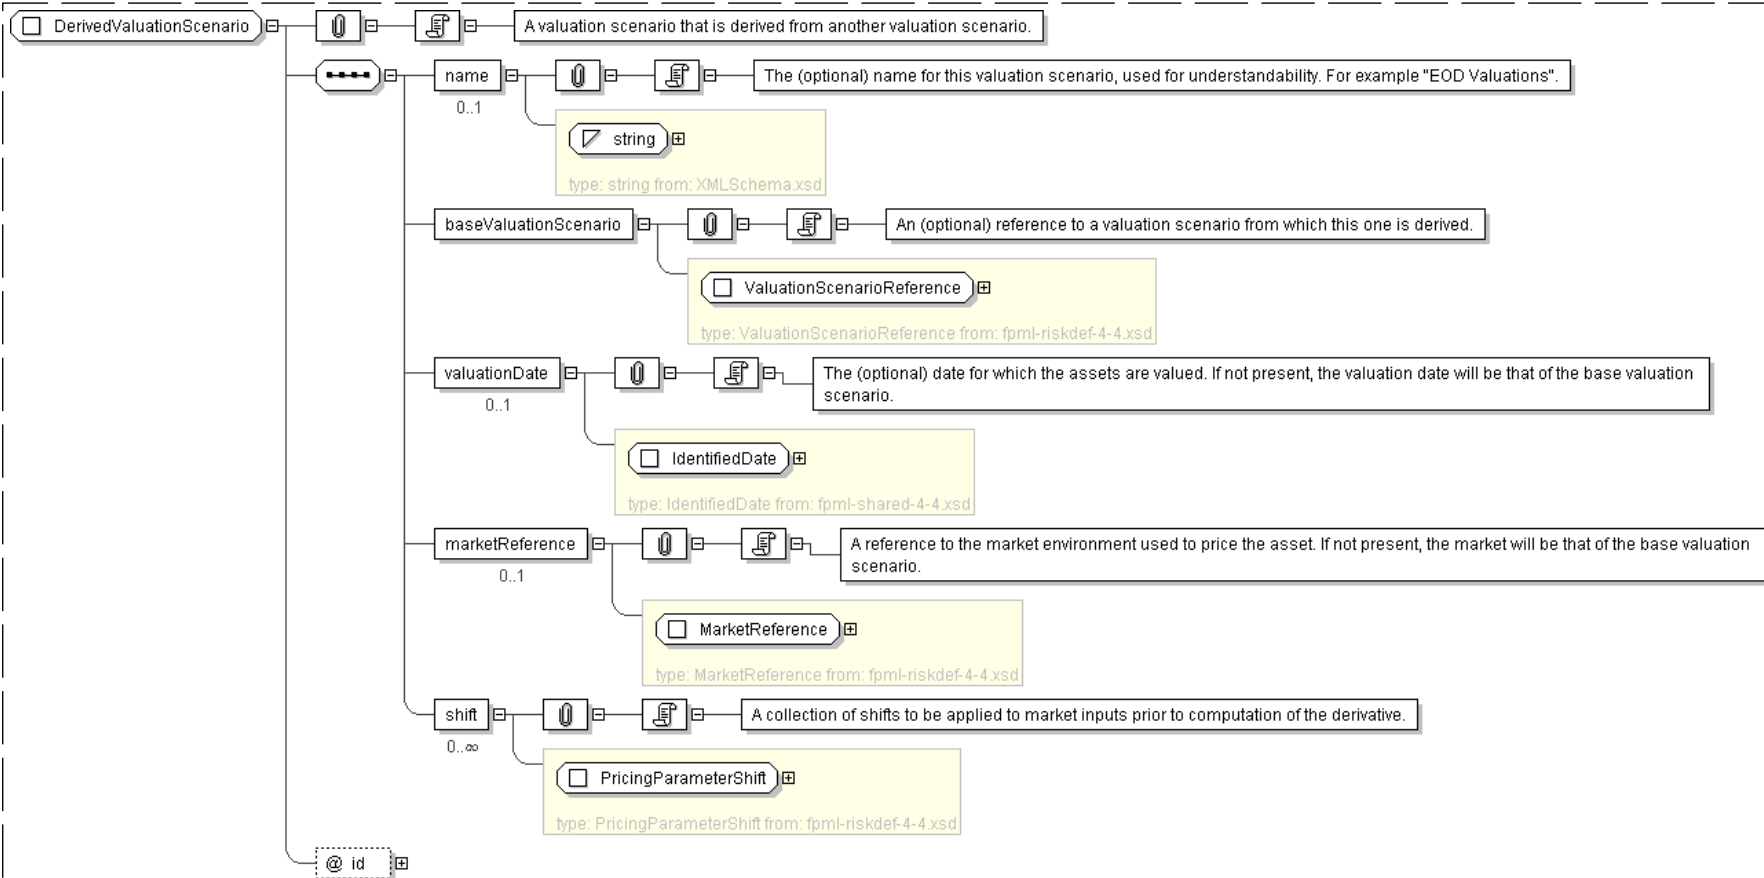 DerivedValuationScenario
A valuation scenario that is derived from another valuation scenario.
name
The (optional) name for this valuation scenario, used for understandability. For example "EOD Valuations".
0..1
string
type: string from: XMLSchema.xsd
baseValuationScenario
An (optional) reference to a valuation scenario from which this one is derived.
ValuationScenarioReference
type: ValuationScenarioReference from: fpml-riskdef-4-4.xsd
valuationDate
The (optional) date for which the assets are valued. If not present, the valuation date will be that of the base valuation
scenario.
0..1
IdentifiedDate
type: IdentifiedDate from: fpml-shared-4-4.xsd
marketReference
A reference to the market environment used to price the asset. If not present, the market will be that of the base valuation
scenario.
0..1
MarketReference
type: MarketReference from: fpml-riskdef-4-4.xsd
shift
A collection of shifts to be applied to market inputs prior to computation of the derivative.
0..∞
PricingParameterShift
type: PricingParameterShift from: fpml-riskdef-4-4.xsd
@ id